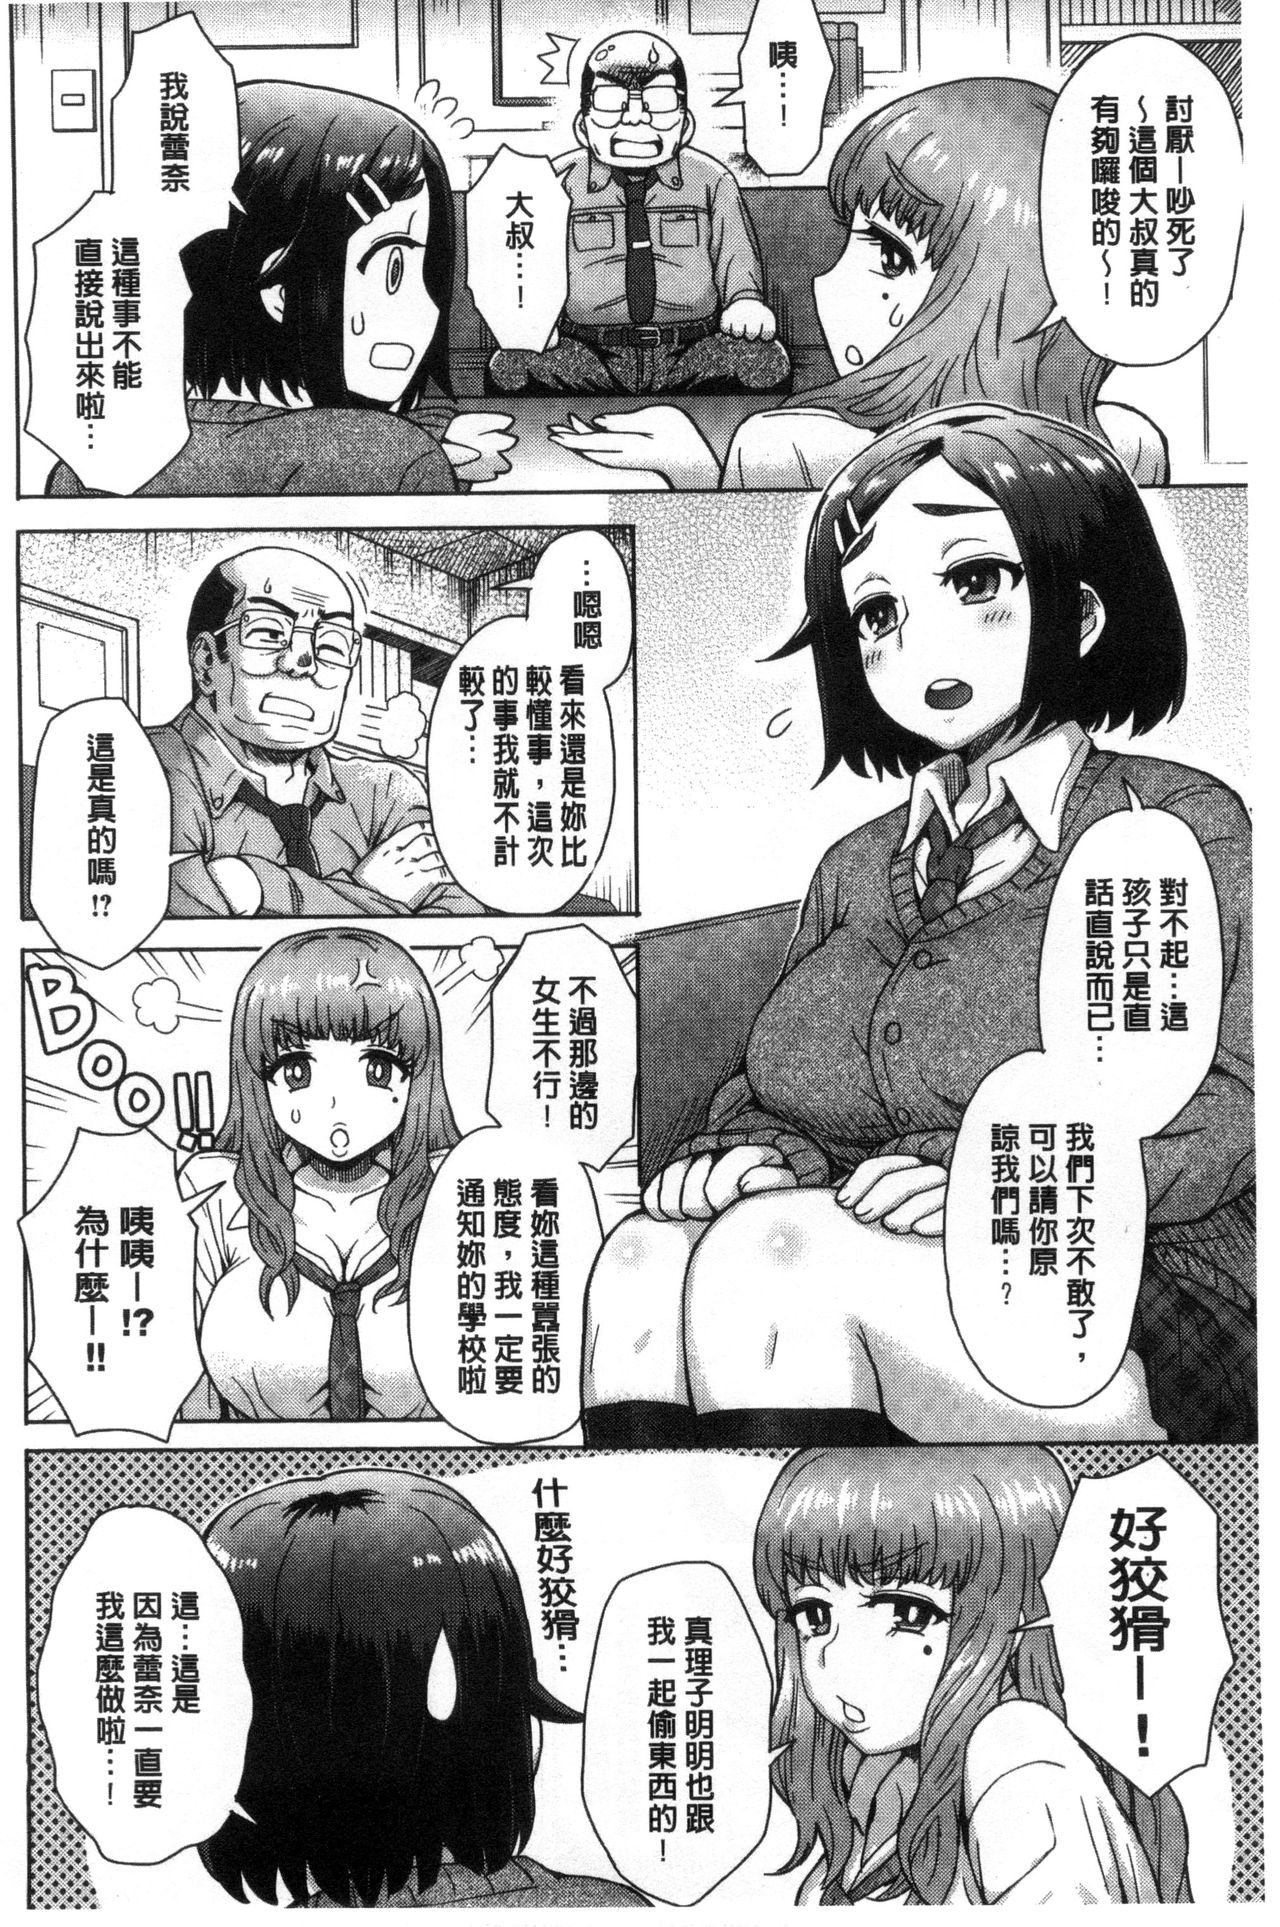 討厭ー吵死了
～這個大叔真的
有夠囉唆的～！
咦…！
大叔…！
我說蕾奈
這種事不能
直接說出來啦…
對不起…這
孩子只是直
話直說而已…
我們下次不敢了，
可以請你原
諒我們嗎…？
…嗯嗯
看來還是妳比
較懂事，這次
的事我就不計
較了…
這是真的嗎!?
不過那邊的
女生不行！
看妳這種囂張的
態度，我一定要
通知妳的學校啦
Boo!!
咦咦ー!?
為什麼ー!!
好狡猾ー！
真理子明明也跟
我一起偷東西的！
什麼好狡猾…
這…這是
因為蕾奈一直要
我這麼做啦…！